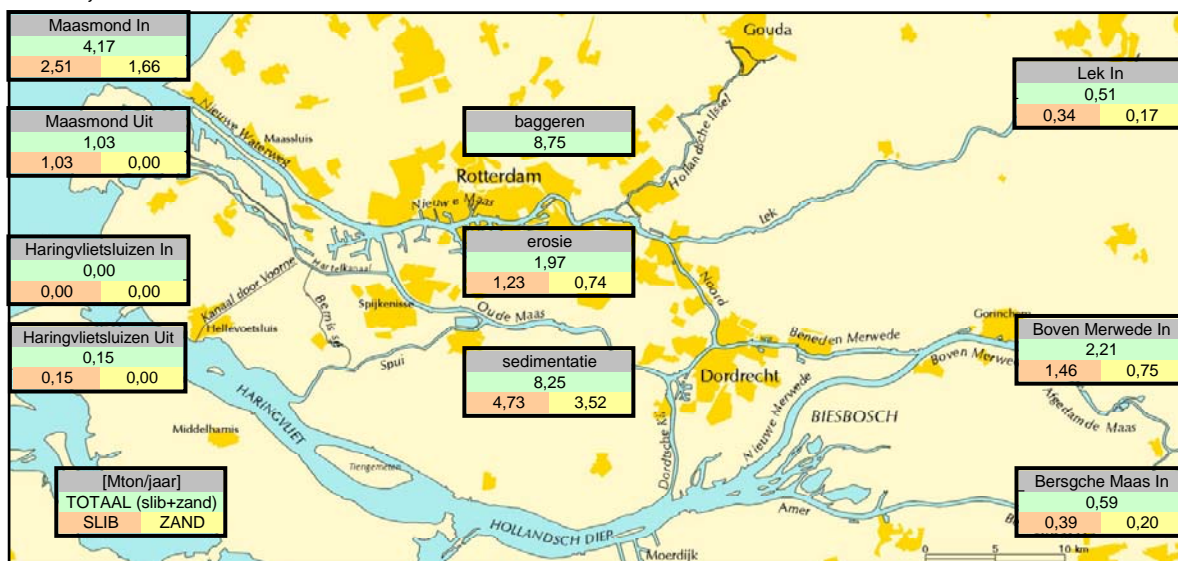 Maasmond In
4,17
2,51 1,66
Maasmond Uit
1,03
1,03 0,00
Haringvlietsluizen In
0,00
0,00 0,00
Haringvlietsluizen Uit
0,15
0,15 0,00
[Mton/jaar]
TOTAAL (slib+zand)
SLIB ZAND
baggeren
8,75
erosie
1,97
1,23 0,74
sedimentatie
8,25
4,73 3,52
Lek In
0,51
0,34 0,17
Boven Merwede In
2,21
1,46 0,75
Bersgche Maas In
0,59
0,39 0,20
Gouda
Hollandsche IJssel
Nieuwe Waterweg
Maassluis
Rotterdam
Nieuwe Maas
Lek
Noord
Hartelkanaal
Kanaal door Voorne
Bernisse
Spijkenisse
Hellevoetsluis
Oude Maas
Spui
Beneden Merwede
Gorinchem
Boven
Dordrecht
Nieuwe Merwede
BIESBOSCH
Afgedamde Maas
HARINGVLIET
Middelharnis
Tiengemeten
Dordtsche Kil
HOLLANDSCH DIEP
Amer
Moerdijk
0 5 10 km